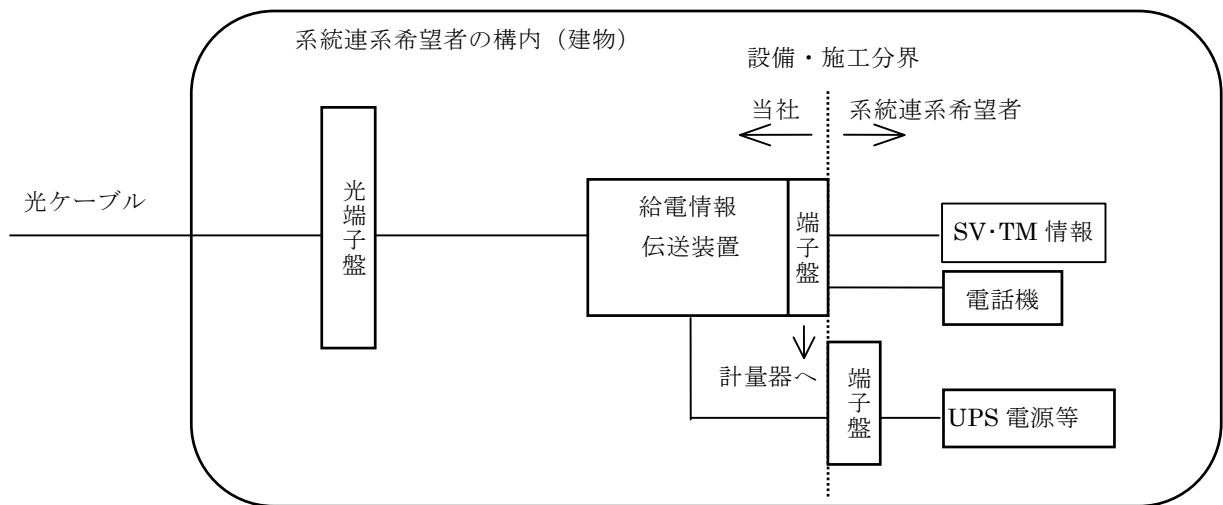 系統連系希望者の構内（建物）
設備・施工分界
当社
系統連系希望者
光ケーブル
光端子盤
給電情報
伝送装置
端子盤
SV･TM 情報
電話機
計量器へ
端子盤
UPS 電源等